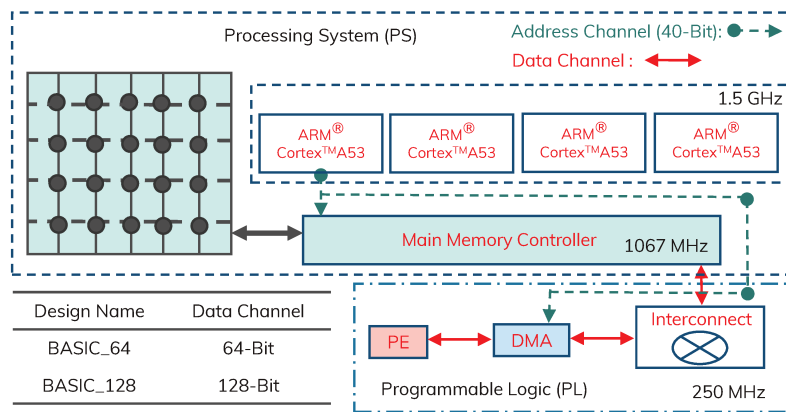 Processing System (PS)
Address Channel (40-Bit):
Data Channel :
1.5 GHz
ARM®
Cortex™A53
ARM®
Cortex™A53
ARM®
Cortex™A53
ARM®
Cortex™A53
Main Memory Controller
1067 MHz
Design Name Data Channel
BASIC_64 64-Bit
BASIC_128 128-Bit
Interconnect
PE
DMA
Programmable Logic (PL)
250 MHz